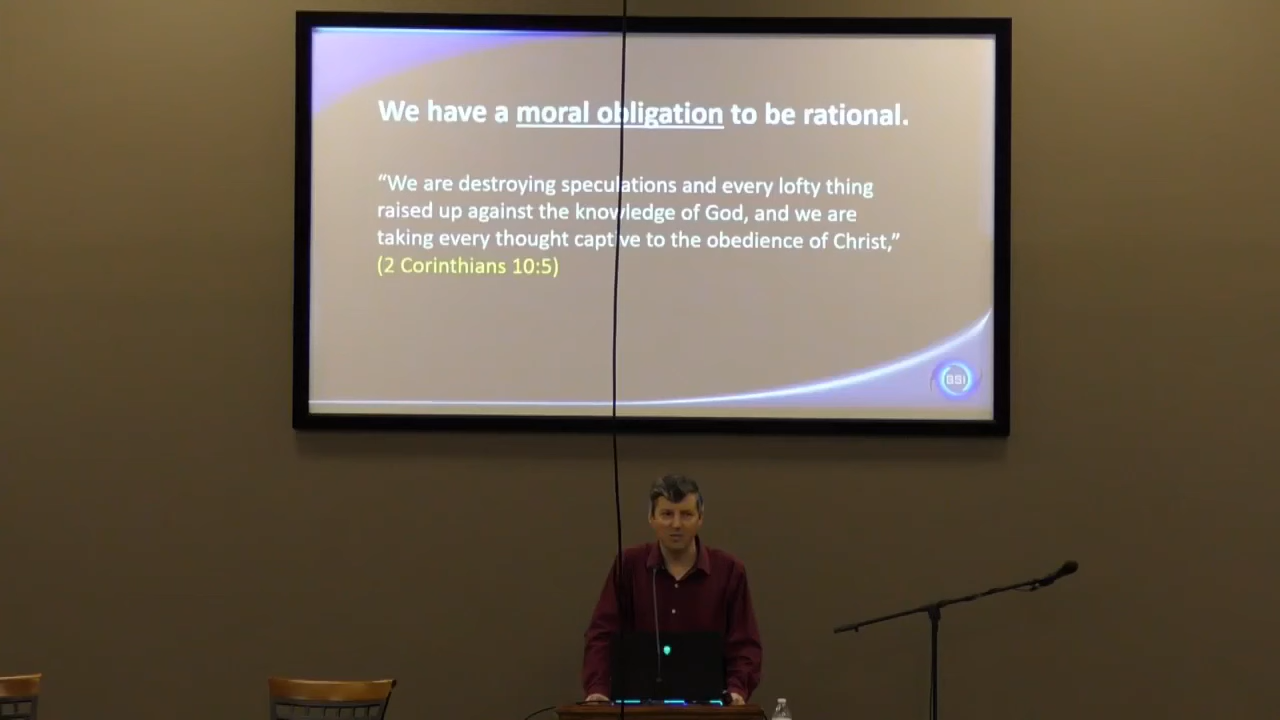 We have a moral obligation to be rational.
“We are destroying speculations and every lofty thing
raised up against the knowledge of God, and we are
taking every thought captive to the obedience of Christ,”
(2 Corinthians 10:5)
BSI